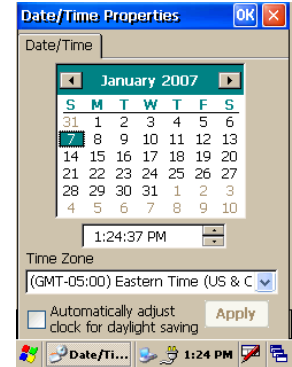 Date/Time Properties OK
Date/Time
January 2007
S M T W T F S
31 1 2 3 4 5 6
7 8 9 10 11 12 13
14 15 16 17 18 19 20
21 22 23 24 25 26 27
28 29 30 31 1 2 3
4 5 6 7 8 9 10
1:24:37 PM
Time Zone
(GMT-05:00) Eastern Time (US & C
Automatically adjust
clock for daylight saving
Apply
Date/Ti... 1:24 PM